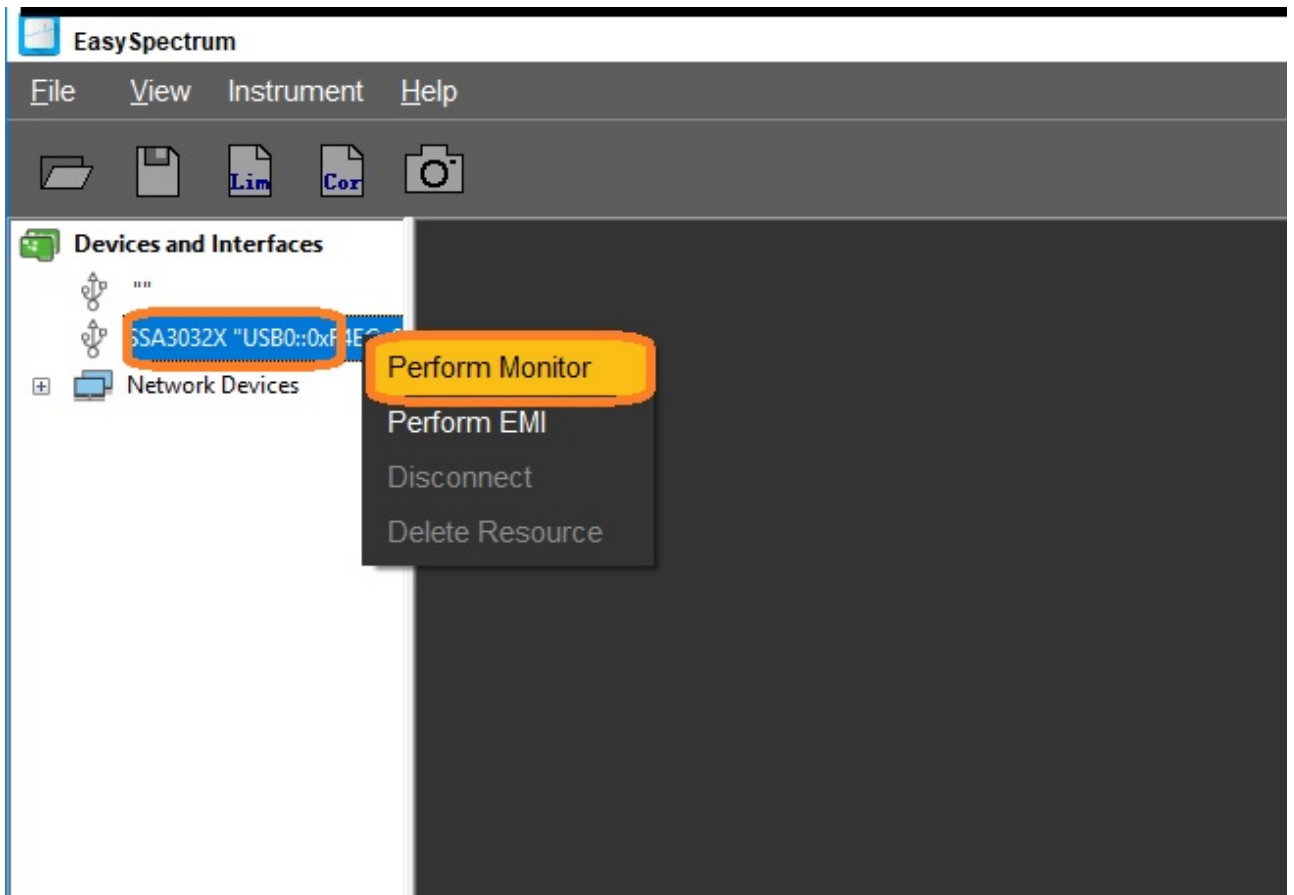 EasySpectrum
File View Instrument Help
Lim Cor
Devices and Interfaces
""
SSA3032X "USB0::0xF4EC
Perform Monitor
Network Devices
Perform EMI
Disconnect
Delete Resource